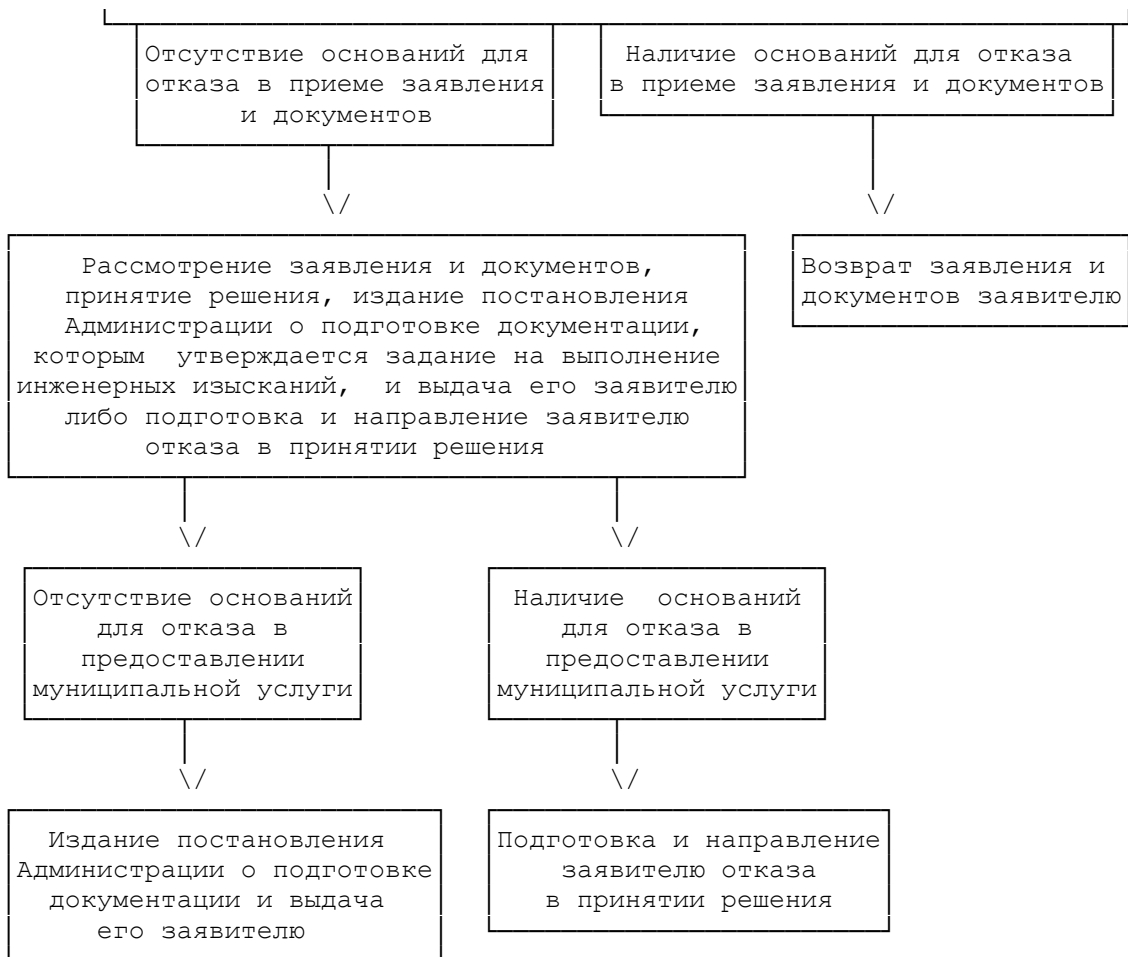 Отсутствие оснований для
отказа в приеме заявления
и документов
Наличие оснований для отказа
в приеме заявления и документов
\/
\/
Рассмотрение заявления и документов,
принятие решения, издание постановления
Администрации о подготовке документации,
которым утверждается задание на выполнение
инженерных изысканий, и выдача его заявителю
либо подготовка и направление заявителю
отказа в принятии решения
Возврат заявления и
документов заявителю
\/
\/
Отсутствие оснований
для отказа в
предоставлении
муниципальной услуги
Наличие оснований
для отказа в
предоставлении
муниципальной услуги
\/
\/
Издание постановления
Администрации о подготовке
документации и выдача
его заявителю
Подготовка и направление
заявителю отказа
в принятии решения